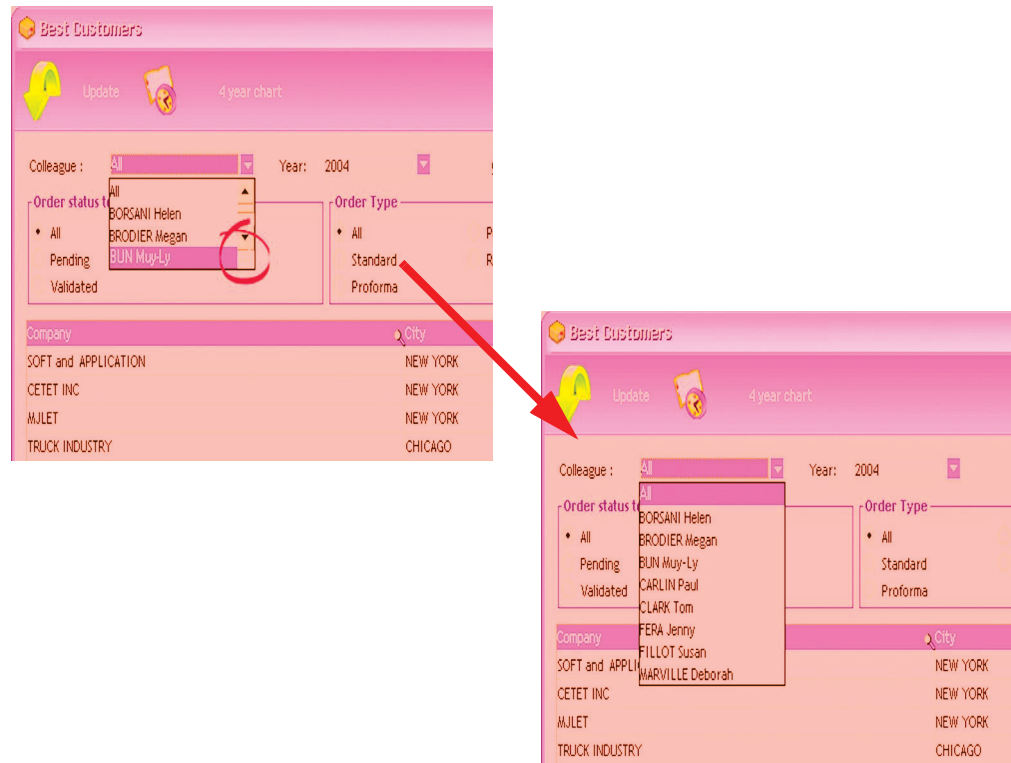 Best Customers
Update 4 year chart
Colleague : All Year: 2004
Order status t Order Type
All
BORSANI Helen
All BRODIER Megan All P
Pending BUN Muy-Ly Standard R
Validated Proforma
Company City
SOFT and APPLICATION NEW YORK
CETET INC NEW YORK
MJLET NEW YORK
TRUCK INDUSTRY CHICAGO
Best Customers
Update 4 year chart
Colleague : All Year: 2004
Order status t All Order Type
BORSANI Helen
All BRODIER Megan All
Pending BUN Muy-Ly Standard
Validated CARLIN Paul Proforma
CLARK Tom
FERA Jenny
Company City
FILLOT Susan
SOFT and APPLI MARVILLE Deborah NEW YORK
CETET INC NEW YORK
MJLET NEW YORK
TRUCK INDUSTRY CHICAGO